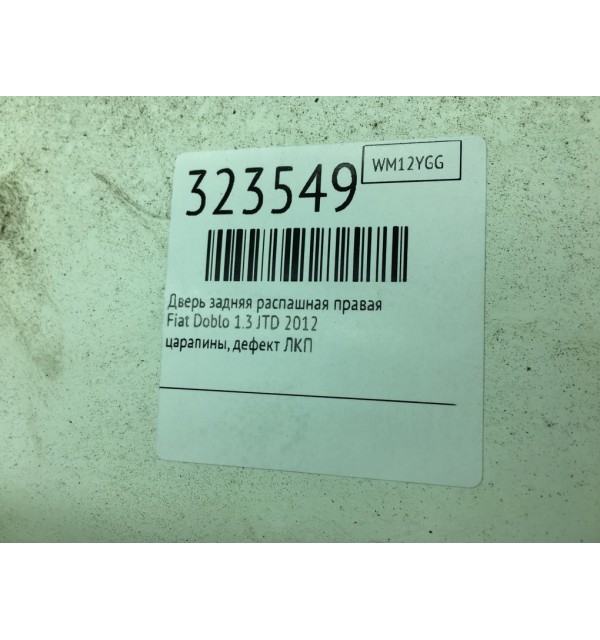 323549
WM12YGG
Дверь задняя распашная правая
Fiat Doblo 1.3 JTD 2012
царапины, дефект ЛКП